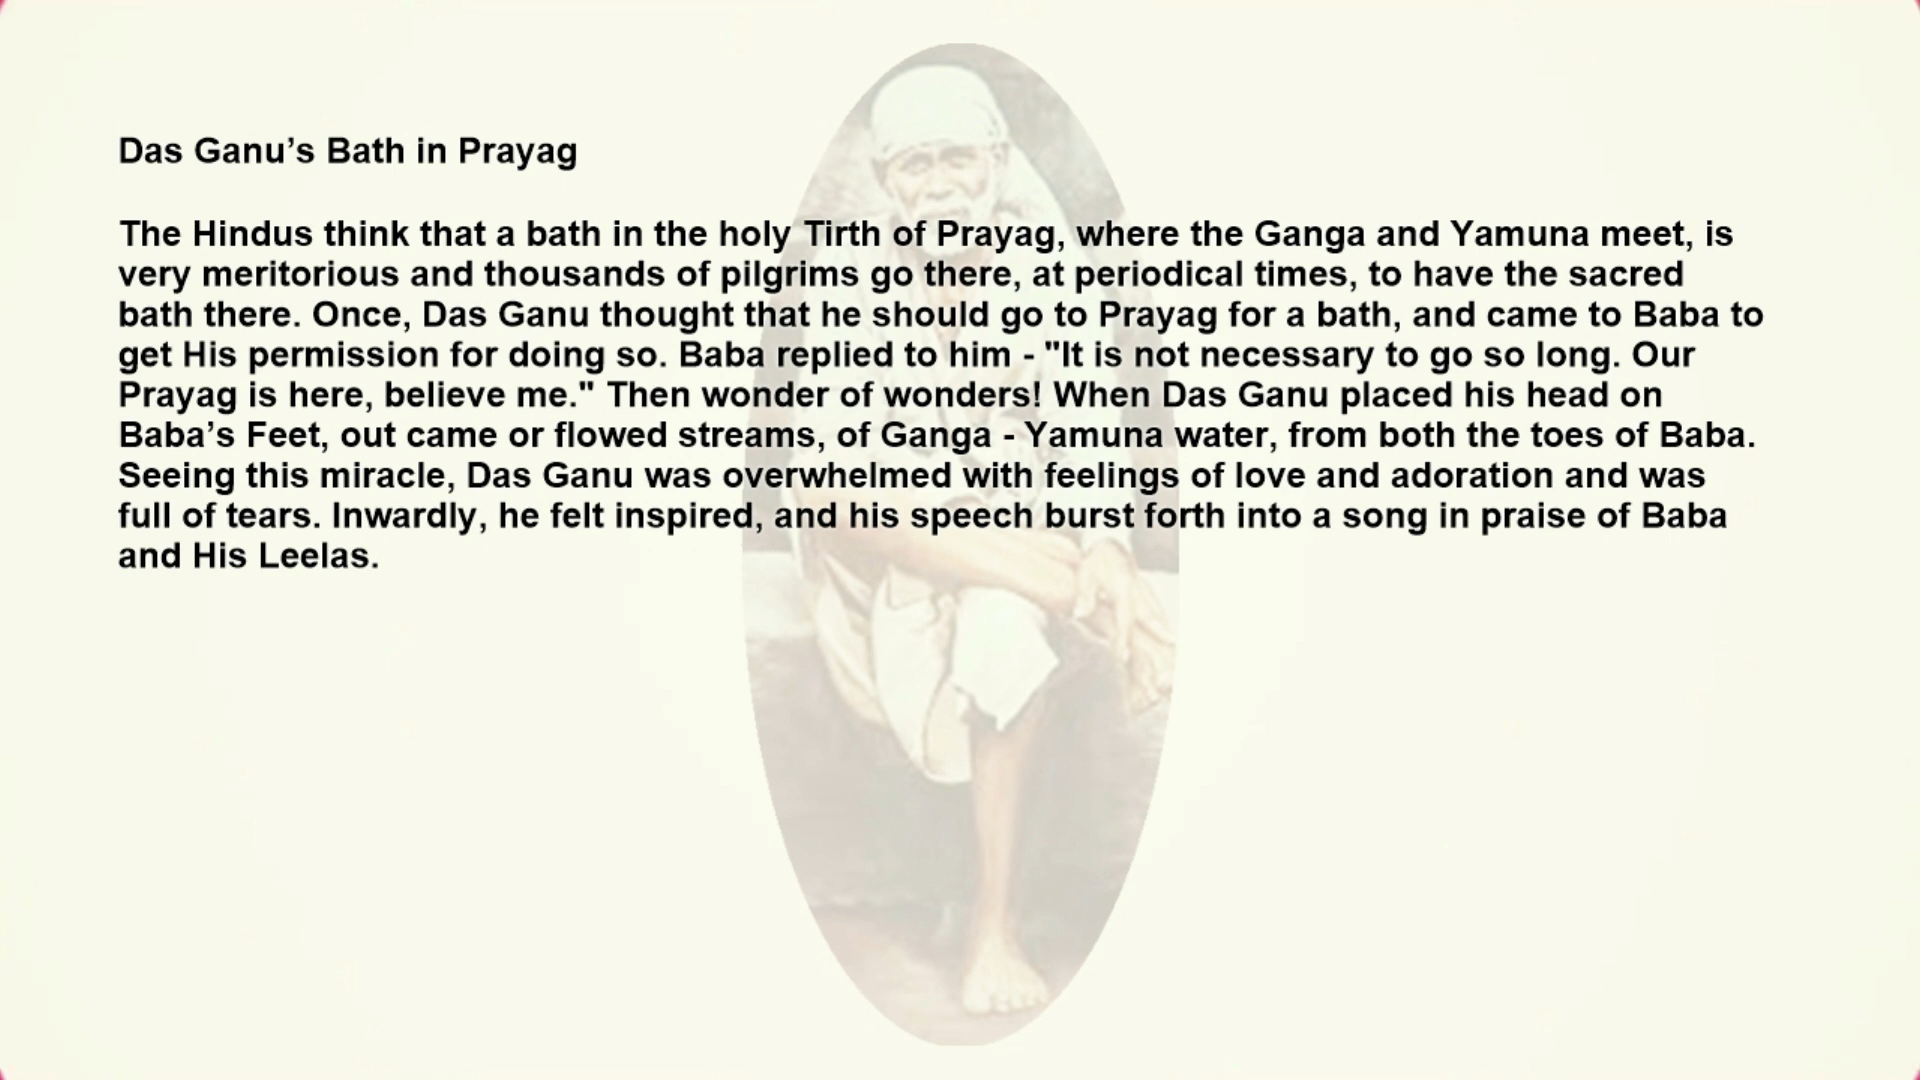 Das Ganu’s Bath in Prayag
The Hindus think that a bath in the holy Tirth of Prayag, where the Ganga and Yamuna meet, is
very meritorious and thousands of pilgrims go there, at periodical times, to have the sacred
bath there. Once, Das Ganu thought that he should go to Prayag for a bath, and came to Baba to
get His permission for doing so. Baba replied to him - "It is not necessary to go so long. Our
Prayag is here, believe me." Then wonder of wonders! When Das Ganu placed his head on
Baba’s Feet, out came or flowed streams, of Ganga - Yamuna water, from both the toes of Baba.
Seeing this miracle, Das Ganu was overwhelmed with feelings of love and adoration and was
full of tears. Inwardly, he felt inspired, and his speech burst forth into a song in praise of Baba
and His Leelas.